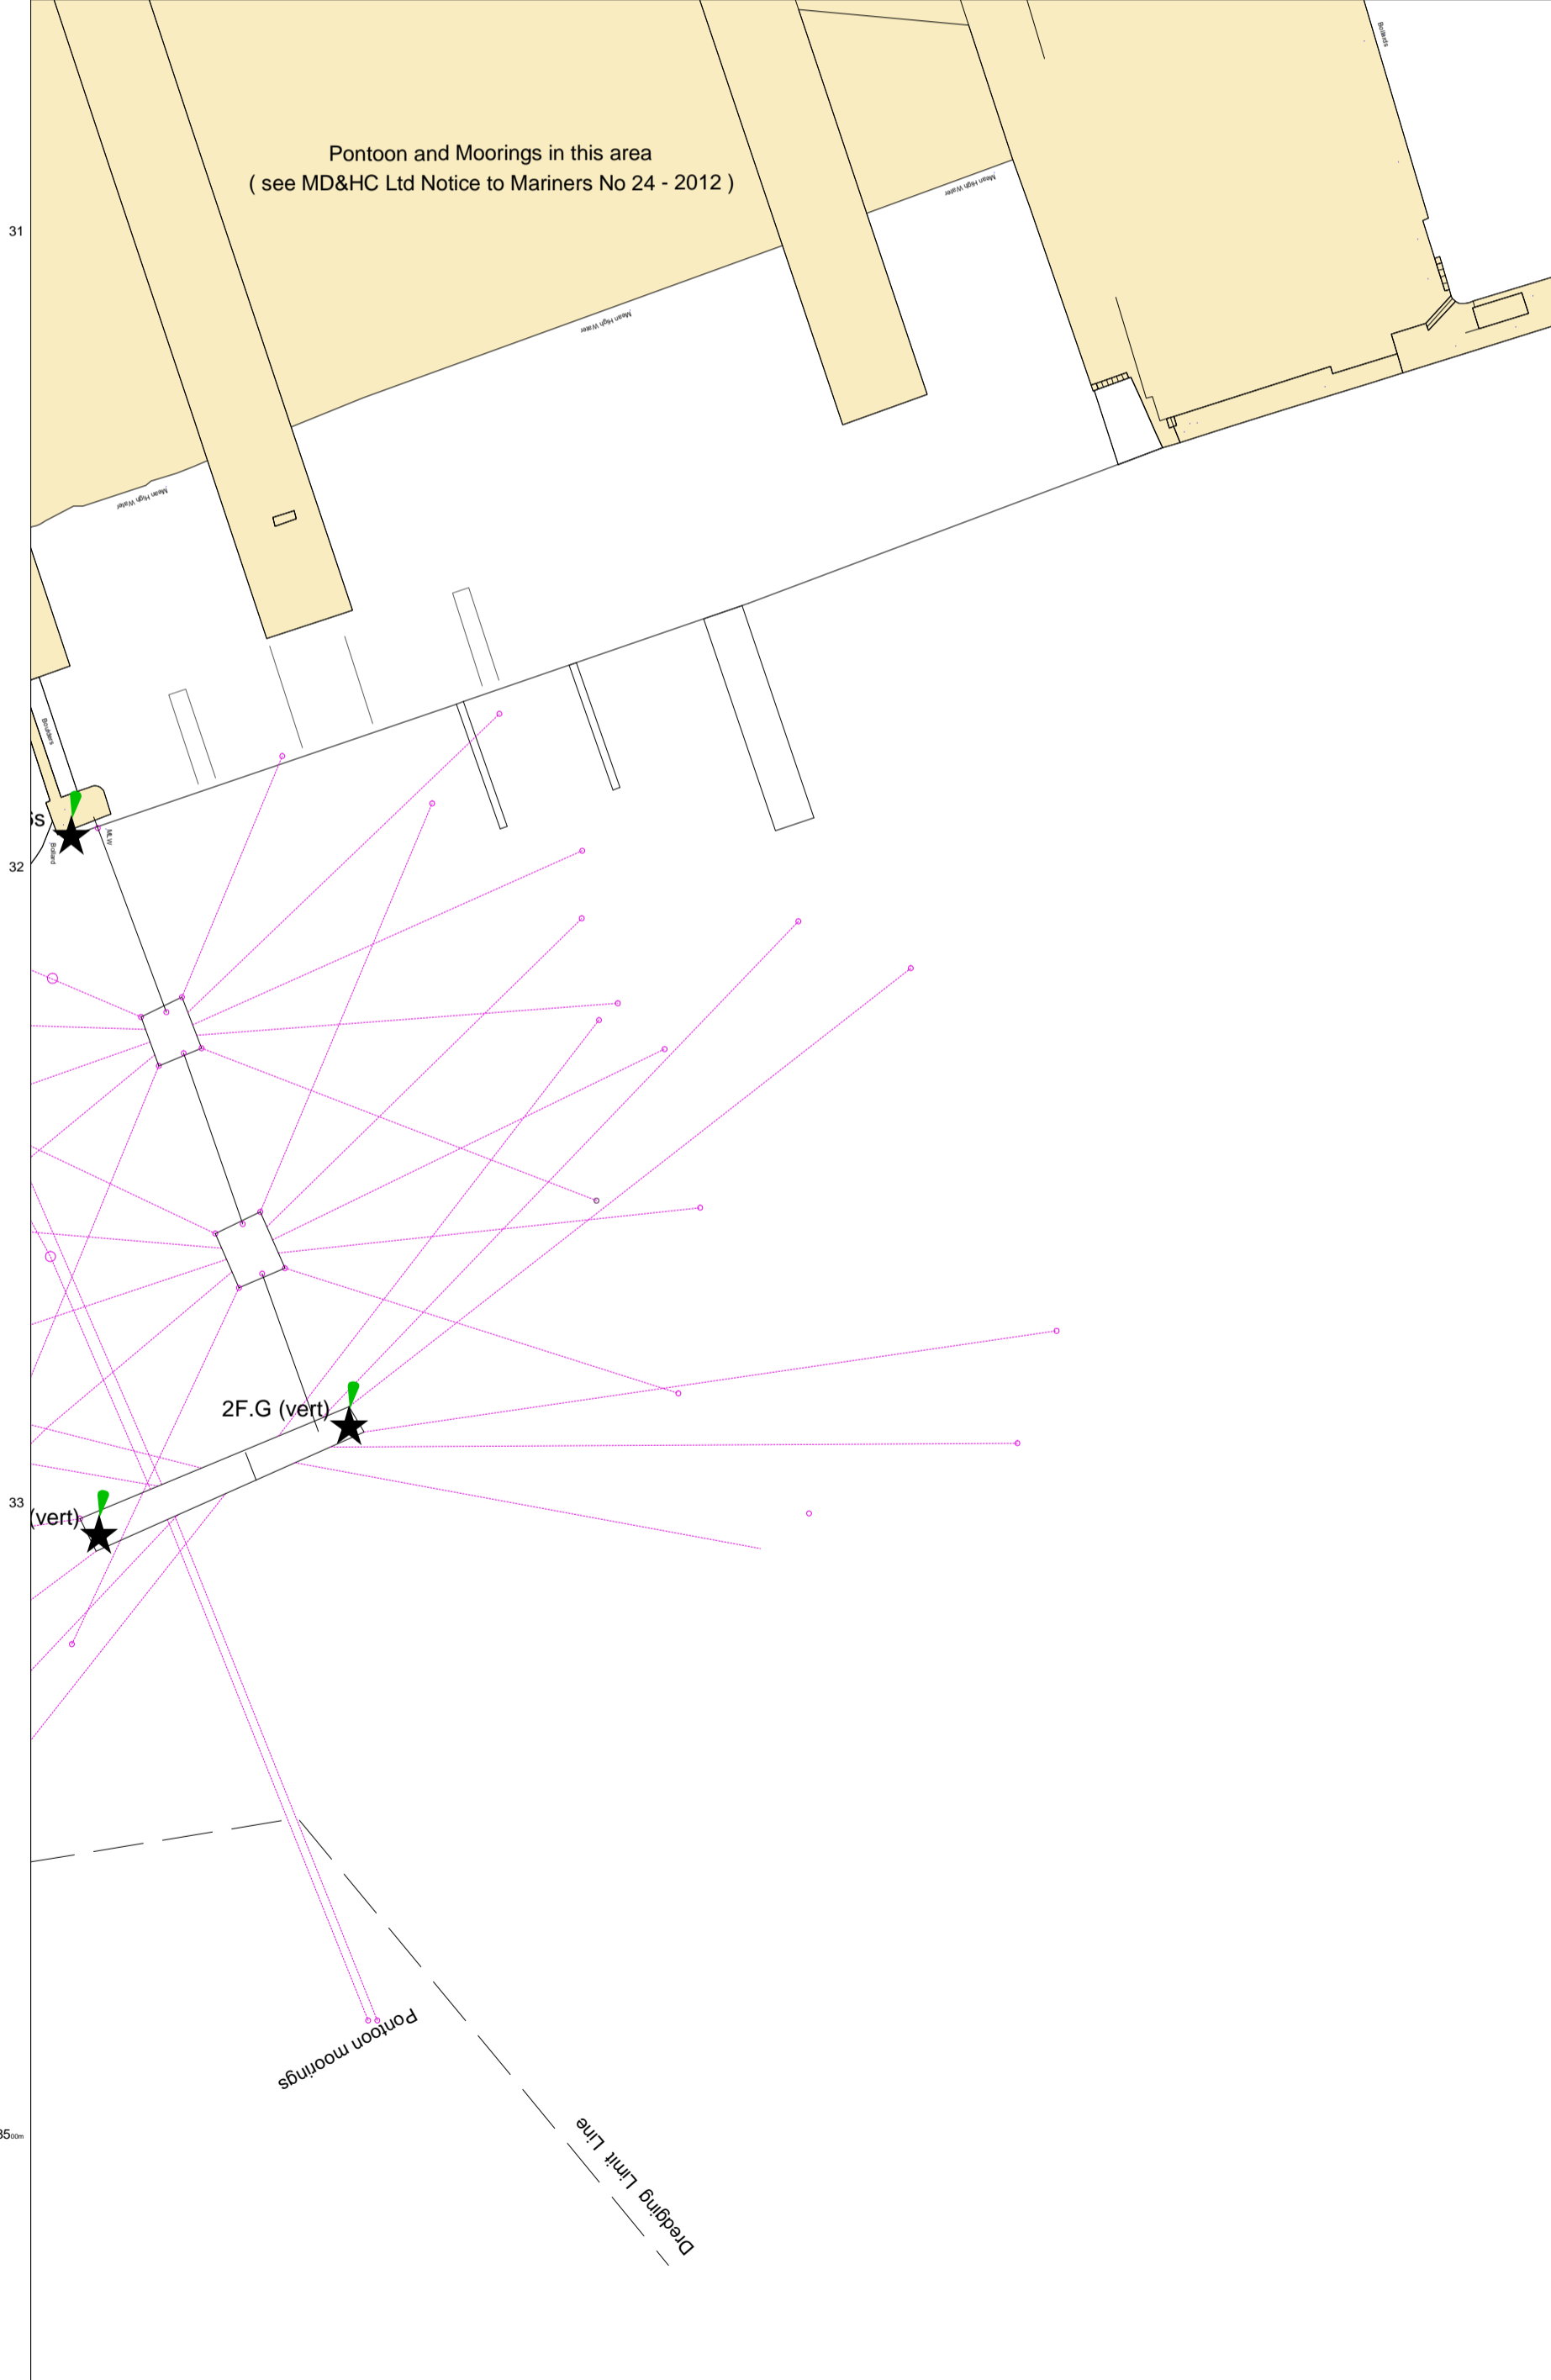 Bollards
Pontoon and Moorings in this area
( see MD&HC Ltd Notice to Mariners No 24 - 2012 )
Mean High Water
31
Mean High Water
Mean High Water
Boulders
MLW
Bollard
32
2F.G (vert)
33
(vert)
Pontoon moorings
Dredging Limit Line
3500m